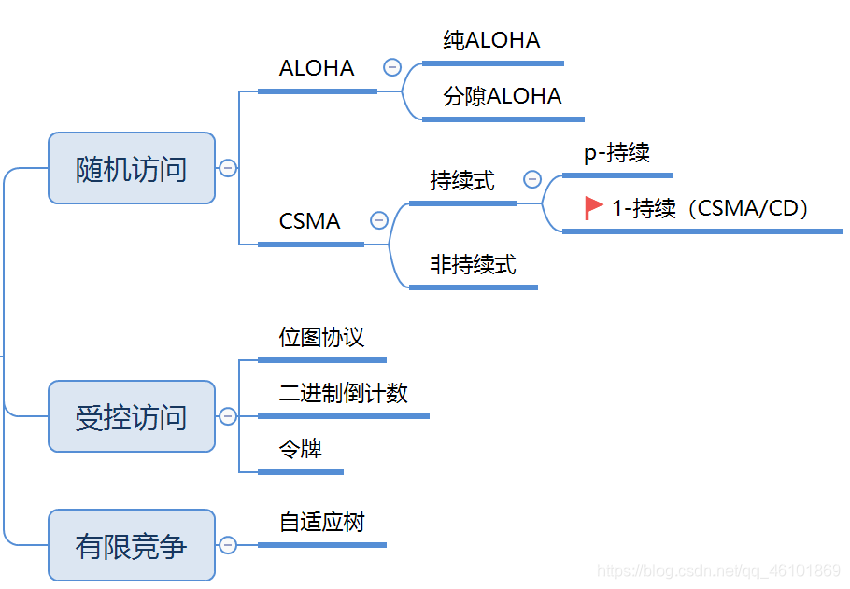 随机访问
ALOHA
纯ALOHA
分隙ALOHA
CSMA
持续式
p-持续
1-持续（CSMA/CD）
非持续式
受控访问
位图协议
二进制倒计数
令牌
有限竞争
自适应树
https://blog.csdn.net/qq_46101869